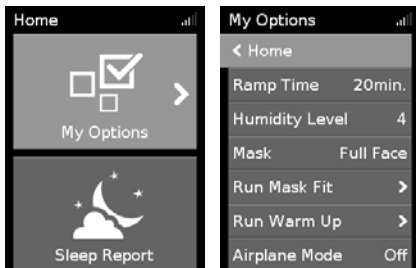 Home
My Options
Sleep Report
My Options
Home
Ramp Time 20min.
Humidity Level 4
Mask Full Face
Run Mask Fit
Run Warm Up
Airplane Mode Off